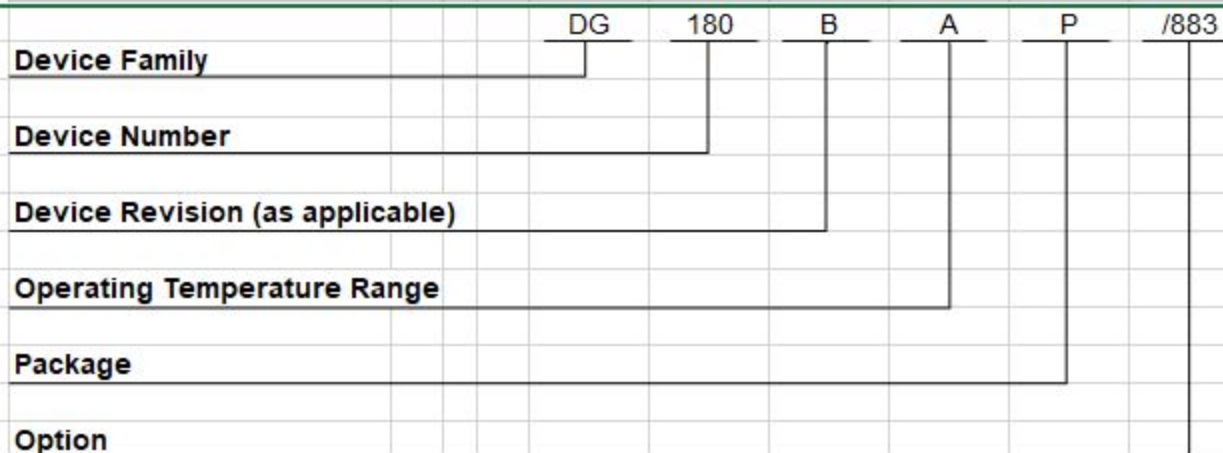 DG 180 B A P /883
Device Family
Device Number
Device Revision (as applicable)
Operating Temperature Range
Package
Option